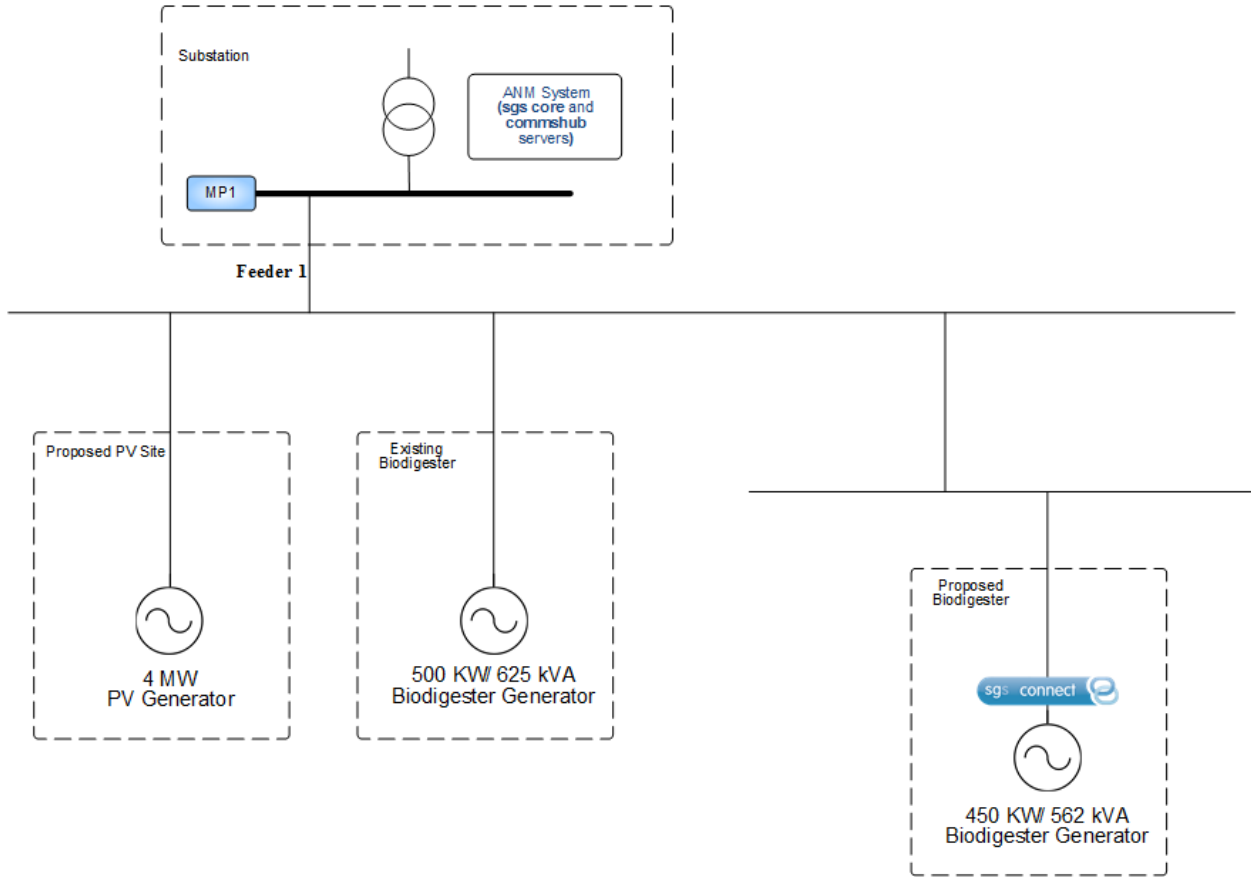 Substation
ANM System
(sgs core and
commshub
servers)
MP1
Feeder 1
Proposed PV Site
4 MW
PV Generator
Existing
Biodigester
500 KW/ 625 kVA
Biodigester Generator
Proposed
Biodigester
sgs connect
450 KW/ 562 kVA
Biodigester Generator